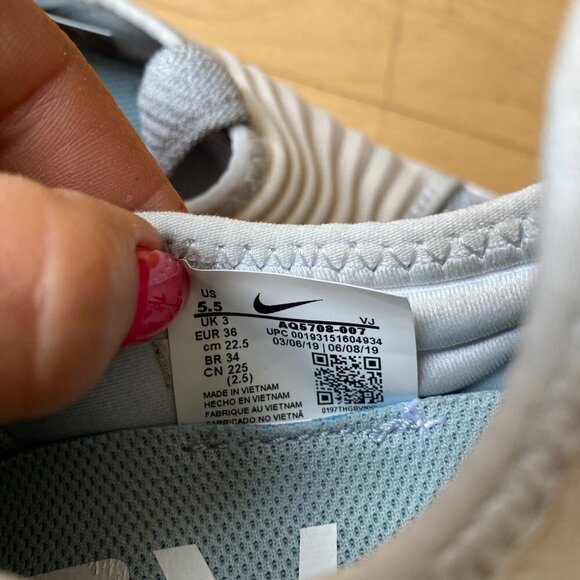 US
5.5
UK 3
EUR 36
cm 22.5
BR 34
CN 225
(2.5)
VJ
AQ5708-007
UPC 00193151604934
03/06/19 | 06/08/19
MADE IN VIETNAM
HECHO EN VIETNAM
FABRIQUE AU VIETNAM
FABRICADO NO VIETNÃ